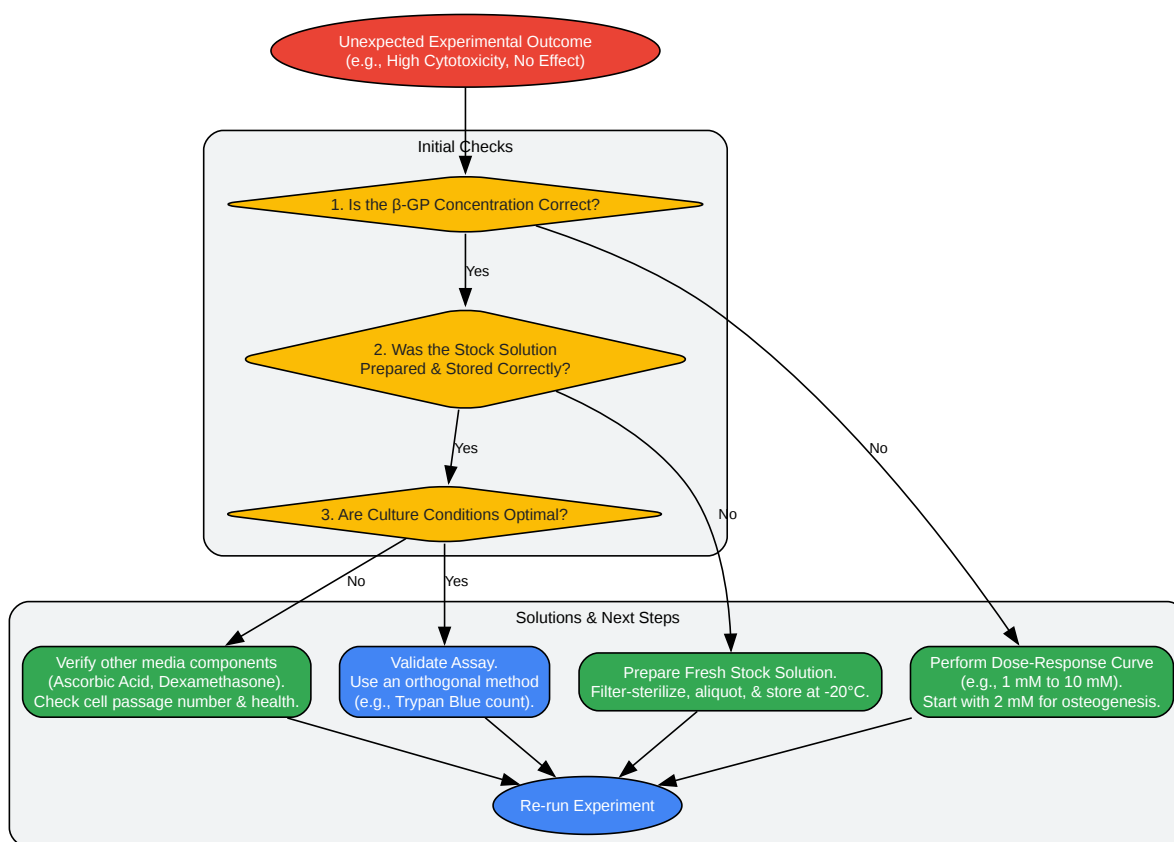 Unexpected Experimental Outcome
(e.g., High Cytotoxicity, No Effect)
Initial Checks
1. Is the β-GP Concentration Correct?
Yes
2. Was the Stock Solution
Prepared & Stored Correctly?
No
Yes
3. Are Culture Conditions Optimal?
No
No
Yes
Solutions & Next Steps
Verify other media components
(Ascorbic Acid, Dexamethasone).
Check cell passage number & health.
Validate Assay.
Use an orthogonal method
(e.g., Trypan Blue count).
Prepare Fresh Stock Solution.
Filter-sterilize, aliquot, & store at -20°C.
Perform Dose-Response Curve
(e.g., 1 mM to 10 mM).
Start with 2 mM for osteogenesis.
Re-run Experiment